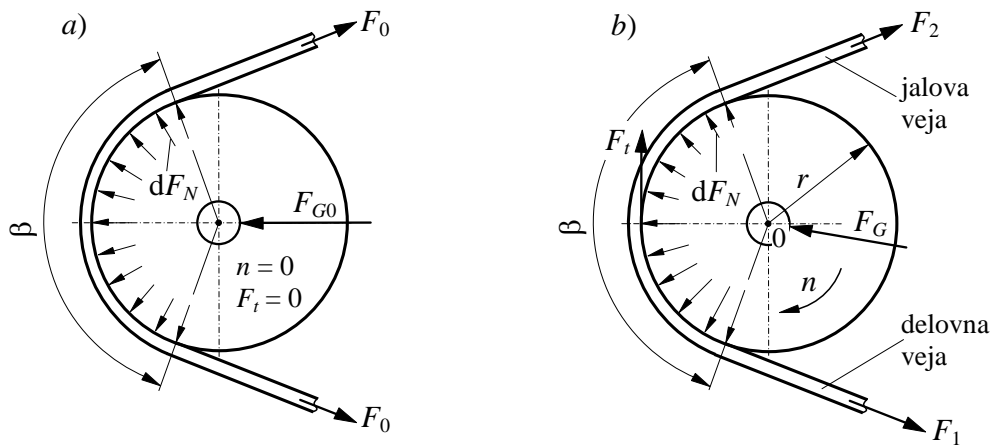 a)
F0
dFN
β
FG0
n = 0
Ft = 0
F0
b)
F2
jalova
veja
Ft
dFN
r
β
0
FG
n
delovna
veja
F1